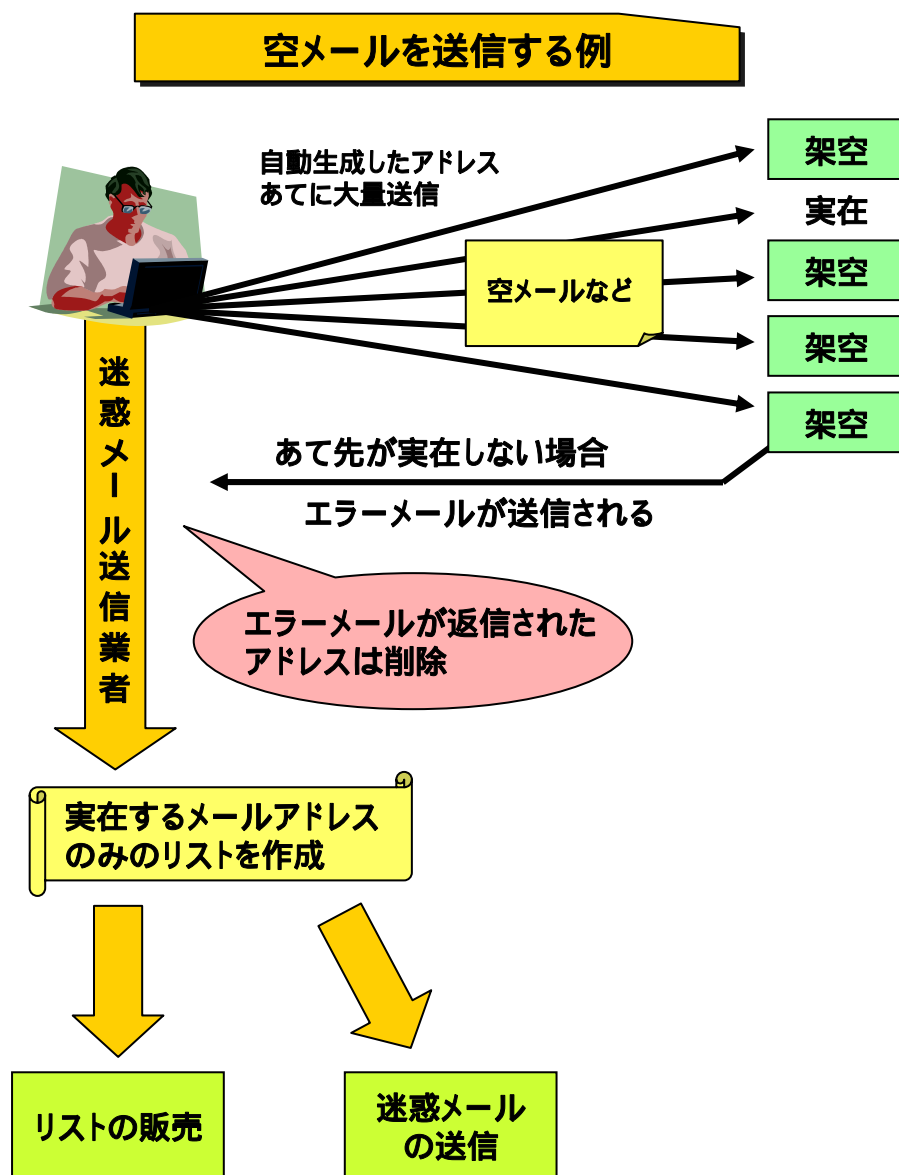 空メールを送信する例
自動生成したアドレス
あてに大量送信
架空
実在
空メールなど
架空
架空
架空
迷惑メール送信業者
あて先が実在しない場合
エラーメールが送信される
エラーメールが返信された
アドレスは削除
実在するメールアドレス
のみのリストを作成
リストの販売
迷惑メール
の送信